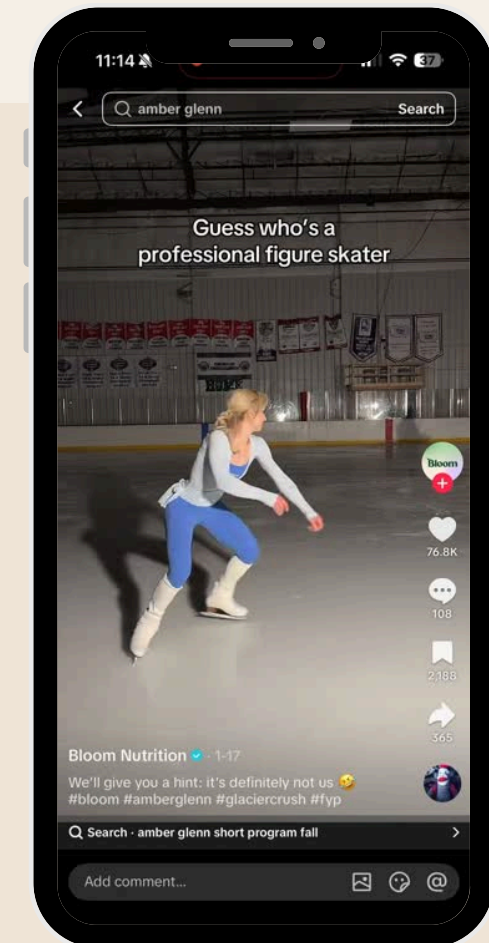 11:14
37
amber glenn
Search
Guess who's a
professional figure skater
Bloom
76.8K
108
2,188
365
Bloom Nutrition · 1-17
We'll give you a hint: it's definitely not us 🤣
#bloom #amberglenn #glaciercrush #fyp
Search · amber glenn short program fall
Add comment...